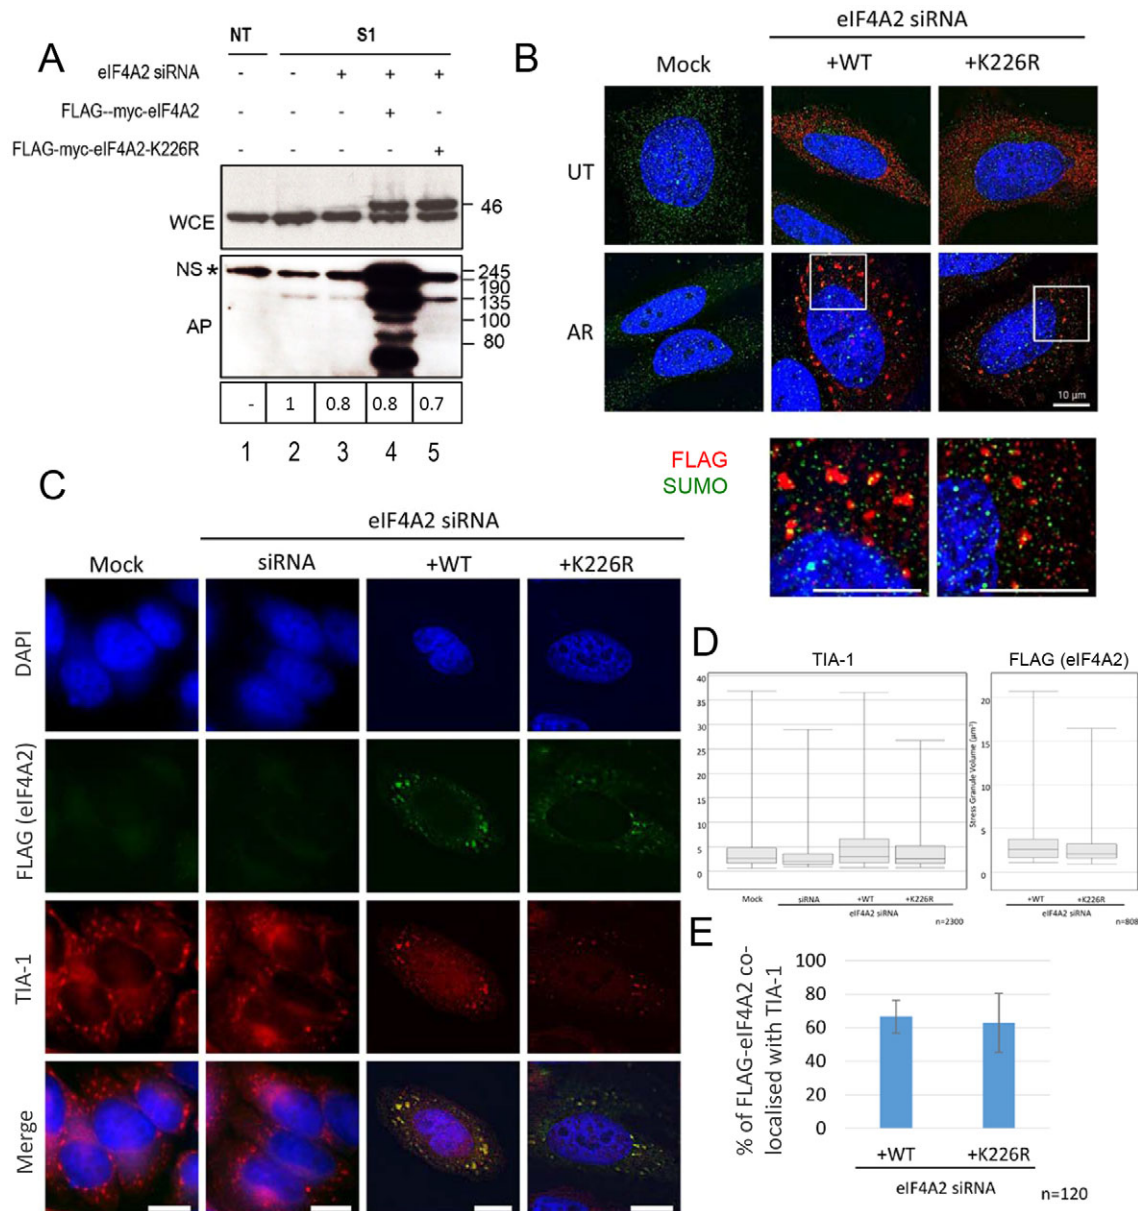 A
NT S1
eIF4A2 siRNA - - + + +
FLAG--myc-eIF4A2 - - - + -
FLAG-myc-eIF4A2-K226R - - - - +
WCE 46
NS * 245
190
135
AP 100
80
- 1 0.8 0.8 0.7
1 2 3 4 5
B
eIF4A2 siRNA
Mock +WT +K226R
UT
AR
10 µm
FLAG
SUMO
C
eIF4A2 siRNA
Mock siRNA +WT +K226R
DAPI
FLAG (eIF4A2)
TIA-1
Merge
D
TIA-1
40
35
30
25
20
15
10
5
0
Mock siRNA +WT +K226R
eIF4A2 siRNA
n=2300
FLAG (eIF4A2)
Stress Granule Volume (µm³)
20
15
10
5
0
+WT +K226R
eIF4A2 siRNA
n=808
E
% of FLAG-eIF4A2 co-
localised with TIA-1
100
80
60
40
20
0
+WT +K226R
eIF4A2 siRNA
n=120